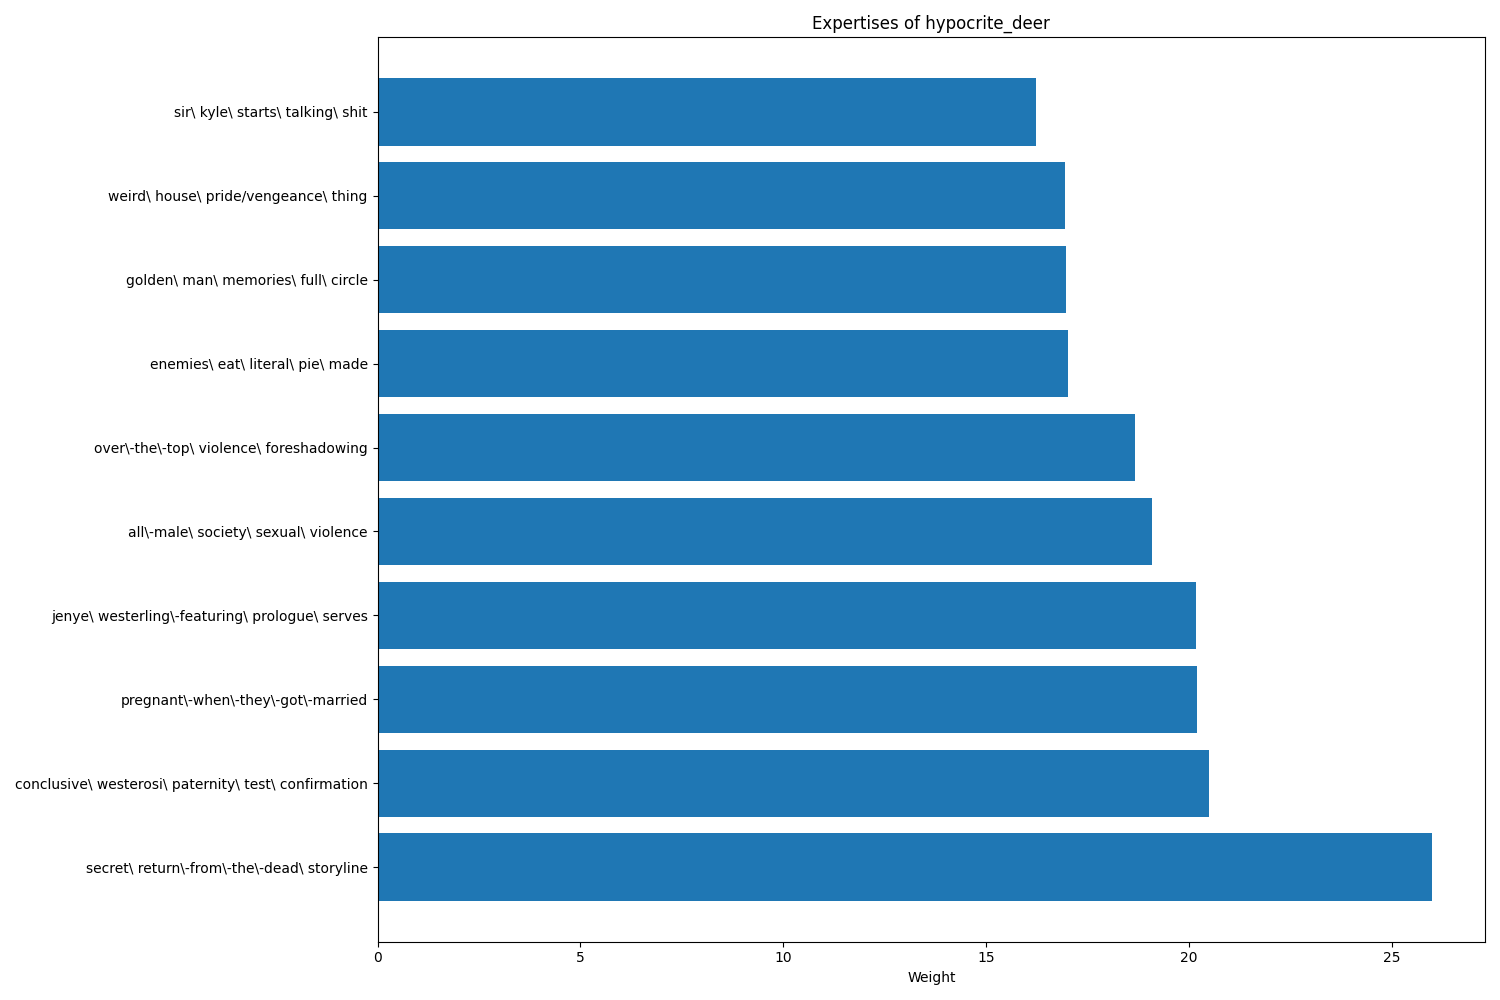 Expertises of hypocrite_deer
sir\ kyle\ starts\ talking\ shit
weird\ house\ pride/vengeance\ thing
golden\ man\ memories\ full\ circle
enemies\ eat\ literal\ pie\ made
over\-the\-top\ violence\ foreshadowing
all\-male\ society\ sexual\ violence
jenye\ westerling\-featuring\ prologue\ serves
pregnant\-when\-they\-got\-married
conclusive\ westerosi\ paternity\ test\ confirmation
secret\ return\-from\-the\-dead\ storyline
0 5 10 15 20 25
Weight